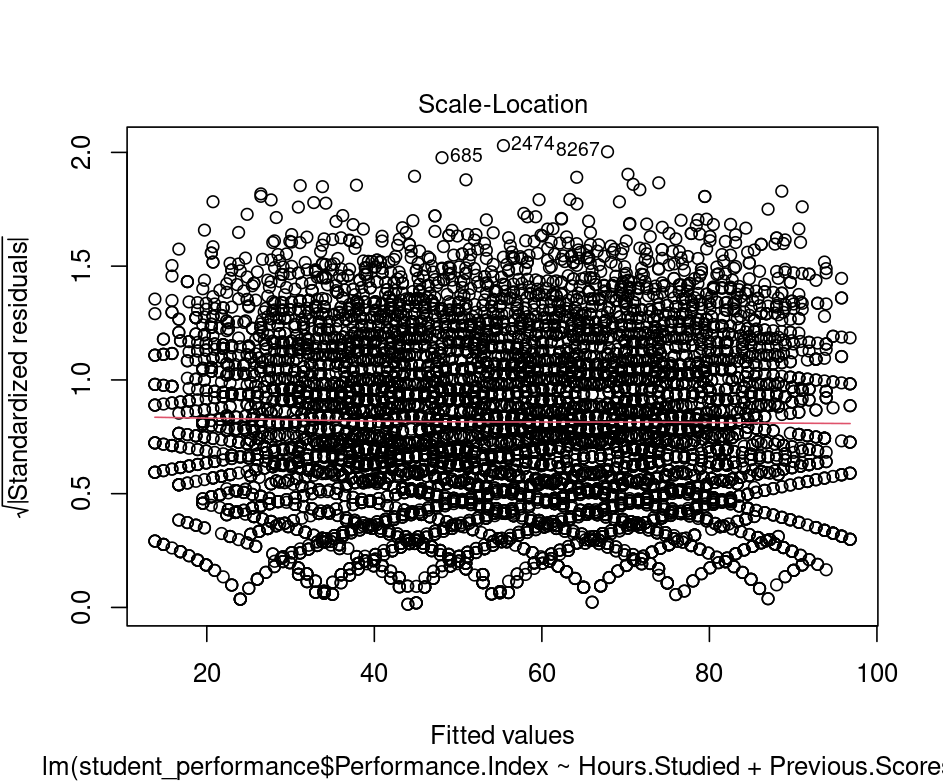 Scale-Location
2.0
1.5
1.0
0.5
0.0
√|Standardized residuals|
685
2474
8267
20 40 60 80 100
Fitted values
lm(student_performance$Performance.Index ~ Hours.Studied + Previous.Score